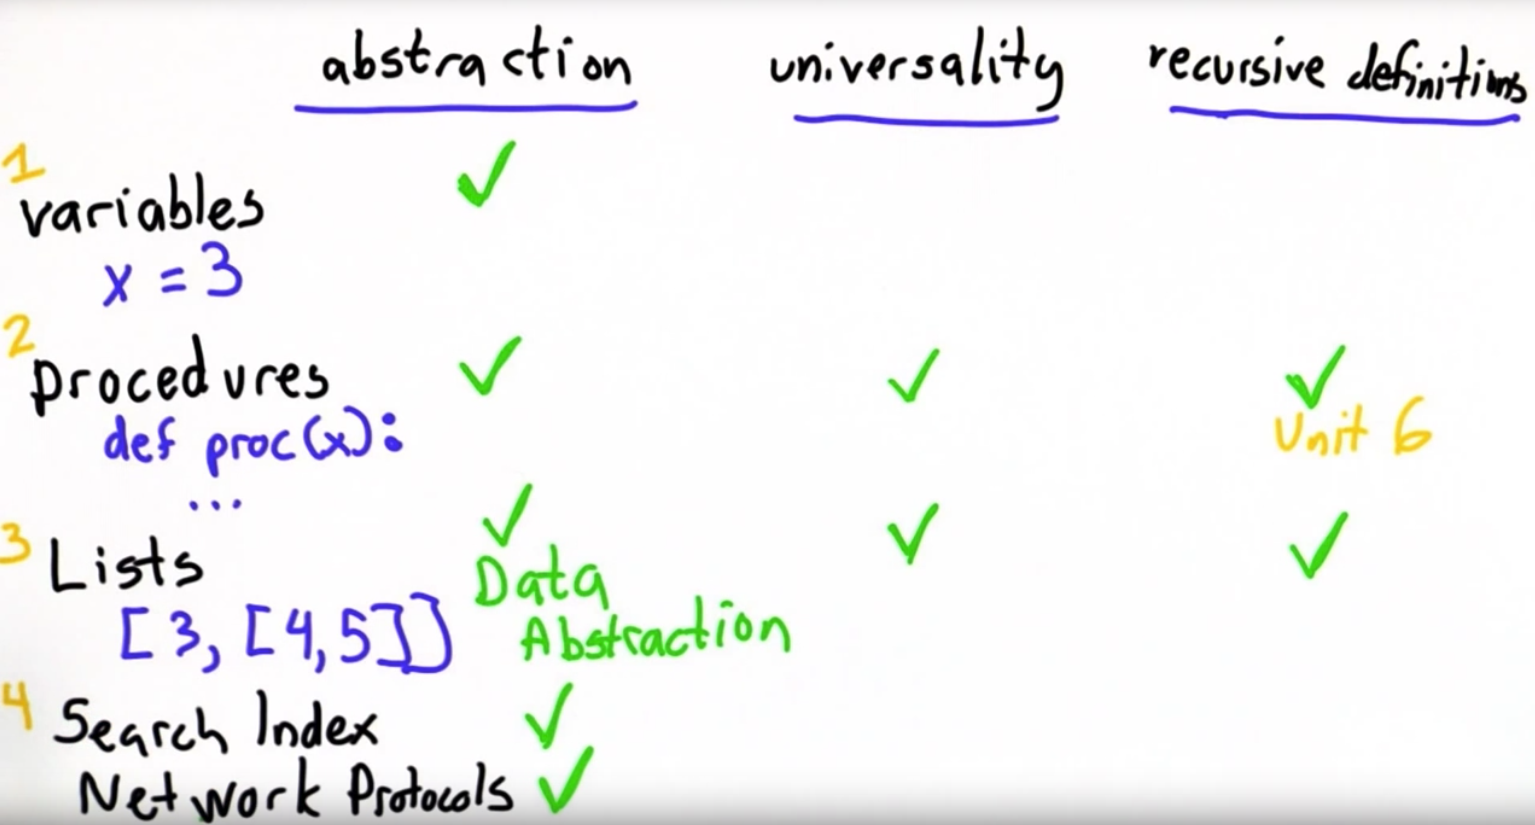 abstraction universality recursive definitions
1 ✓
variables
x = 3
2
procedures ✓ ✓ ✓
def proc(x): Unit 6
...
3 Lists ✓ ✓ ✓
Data
[3, [4,5]] Abstraction
4 Search Index ✓
Network Protocols ✓